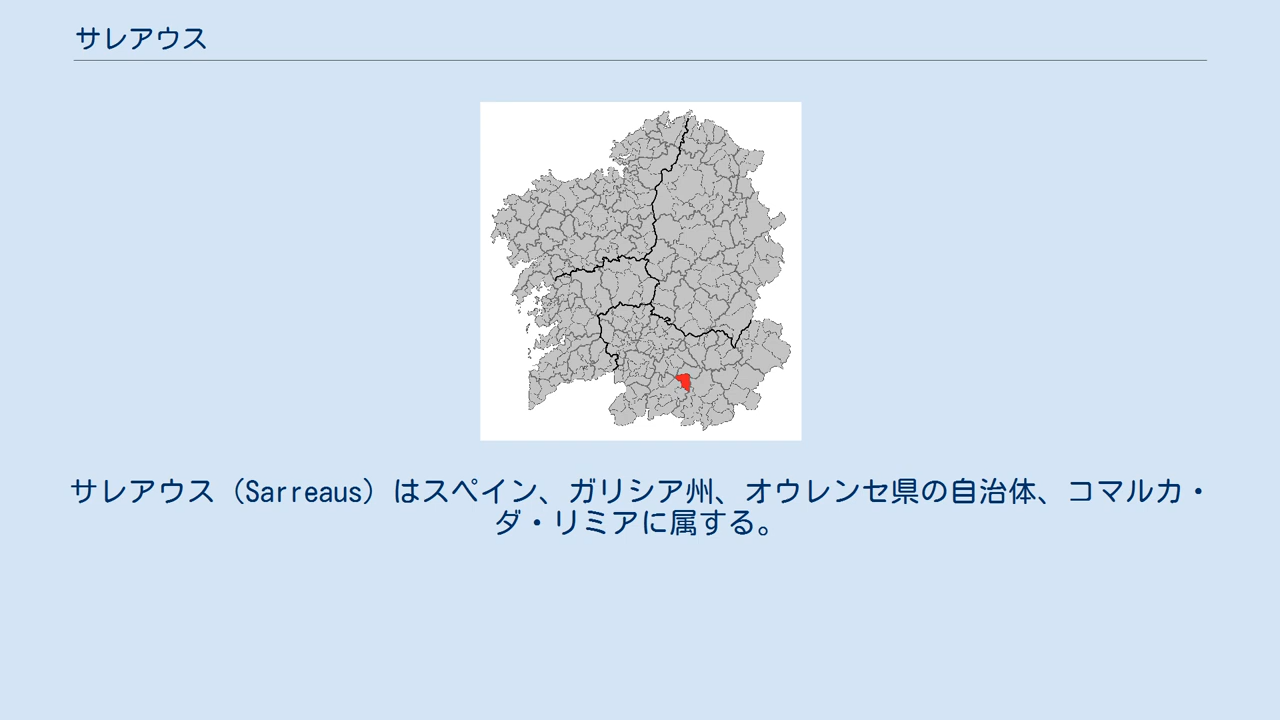 サレアウス
サレアウス（Sarreaus）はスペイン、ガリシア州、オウレンセ県の自治体、コマルカ・
ダ・リミアに属する。